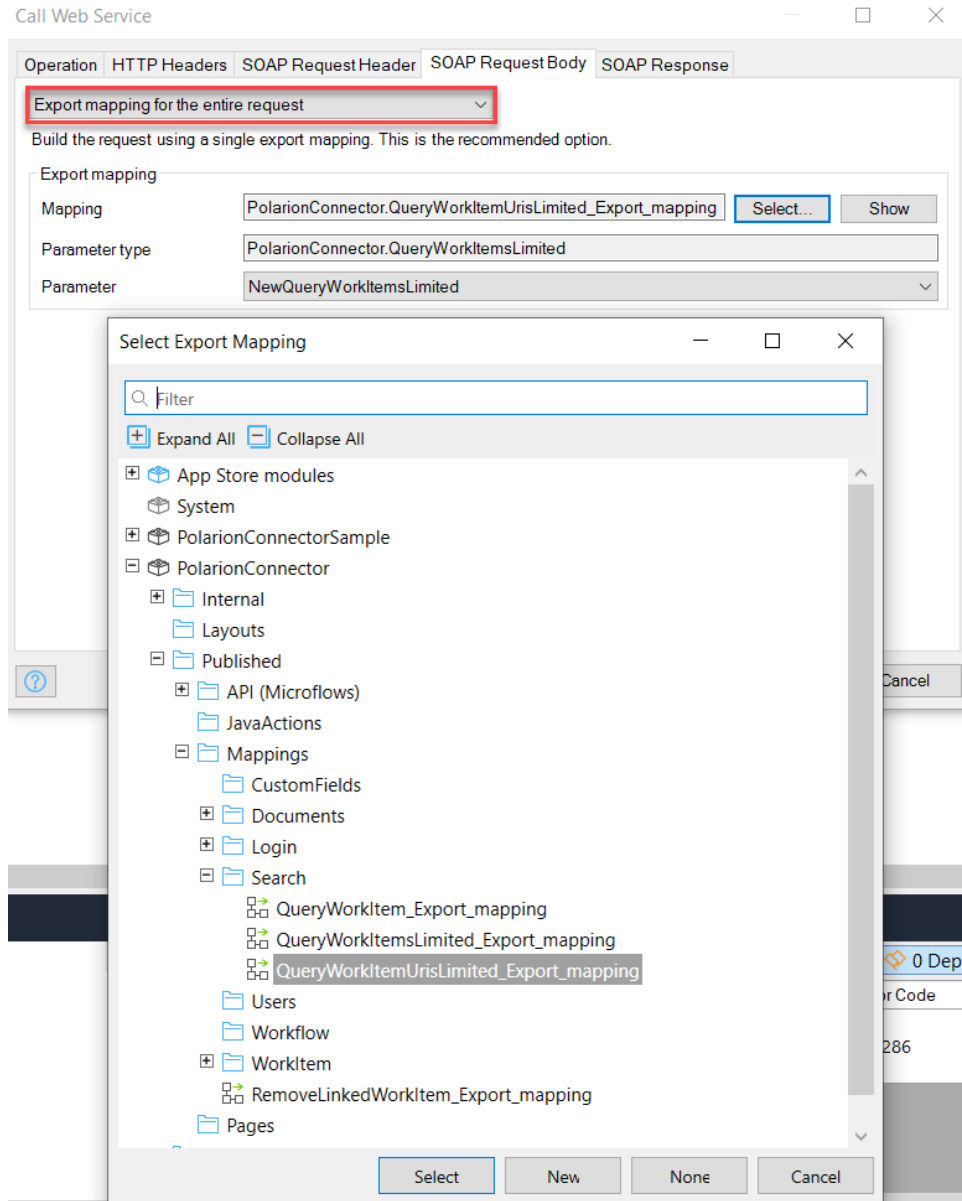 Call Web Service
Operation HTTP Headers SOAP Request Header SOAP Request Body SOAP Response
Export mapping for the entire request
Build the request using a single export mapping. This is the recommended option.
Export mapping
Mapping PolarionConnector.QueryWorkItemUrisLimited_Export_mapping Select... Show
Parameter type PolarionConnector.QueryWorkItemsLimited
Parameter NewQueryWorkItemsLimited
Select Export Mapping
Filter
Expand All Collapse All
App Store modules
System
PolarionConnectorSample
PolarionConnector
Internal
Layouts
Published
Cancel
API (Microflows)
JavaActions
Mappings
CustomFields
Documents
Login
Search
QueryWorkItem_Export_mapping
QueryWorkItemsLimited_Export_mapping
QueryWorkItemUrisLimited_Export_mapping
0 Dep
Users
or Code
Workflow
286
WorkItem
RemoveLinkedWorkItem_Export_mapping
Pages
Select New None Cancel